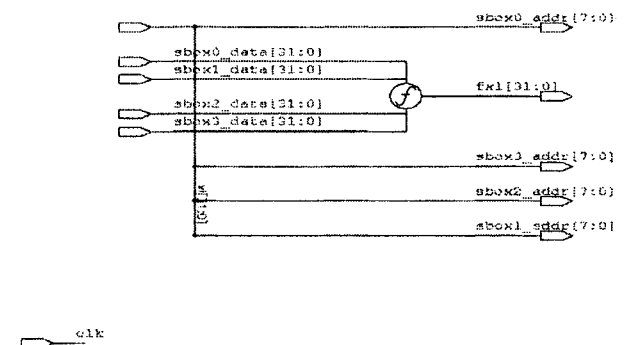 sbox0_addr[7:0]
sbox0_data[31:0]
sbox1_data[31:0]
fxl[31:0]
sbox2_data[31:0]
sbox3_data[31:0]
sbox3_addr[7:0]
sbox2_addr[7:0]
sbox1_addr[7:0]
clk